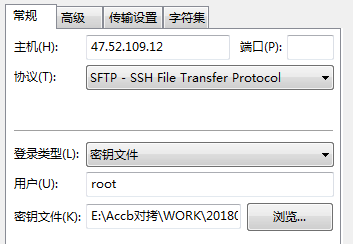 常规 高级 传输设置 字符集
主机(H): 47.52.109.12 端口(P):
协议(T): SFTP - SSH File Transfer Protocol
登录类型(L): 密钥文件
用户(U): root
密钥文件(K): E:\Accb对拷\WORK\20180 浏览...